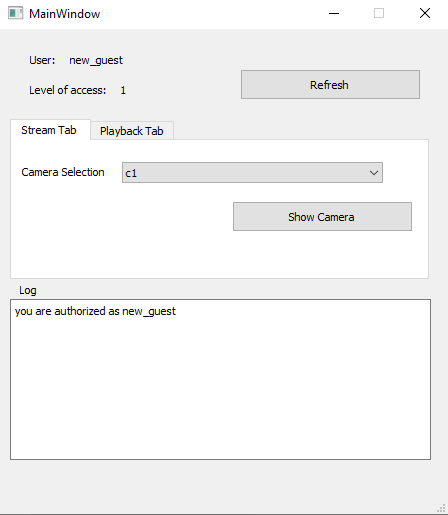 MainWindow
User: new_guest
Refresh
Level of access: 1
Stream Tab
Playback Tab
Camera Selection
c1
Show Camera
Log
you are authorized as new_guest